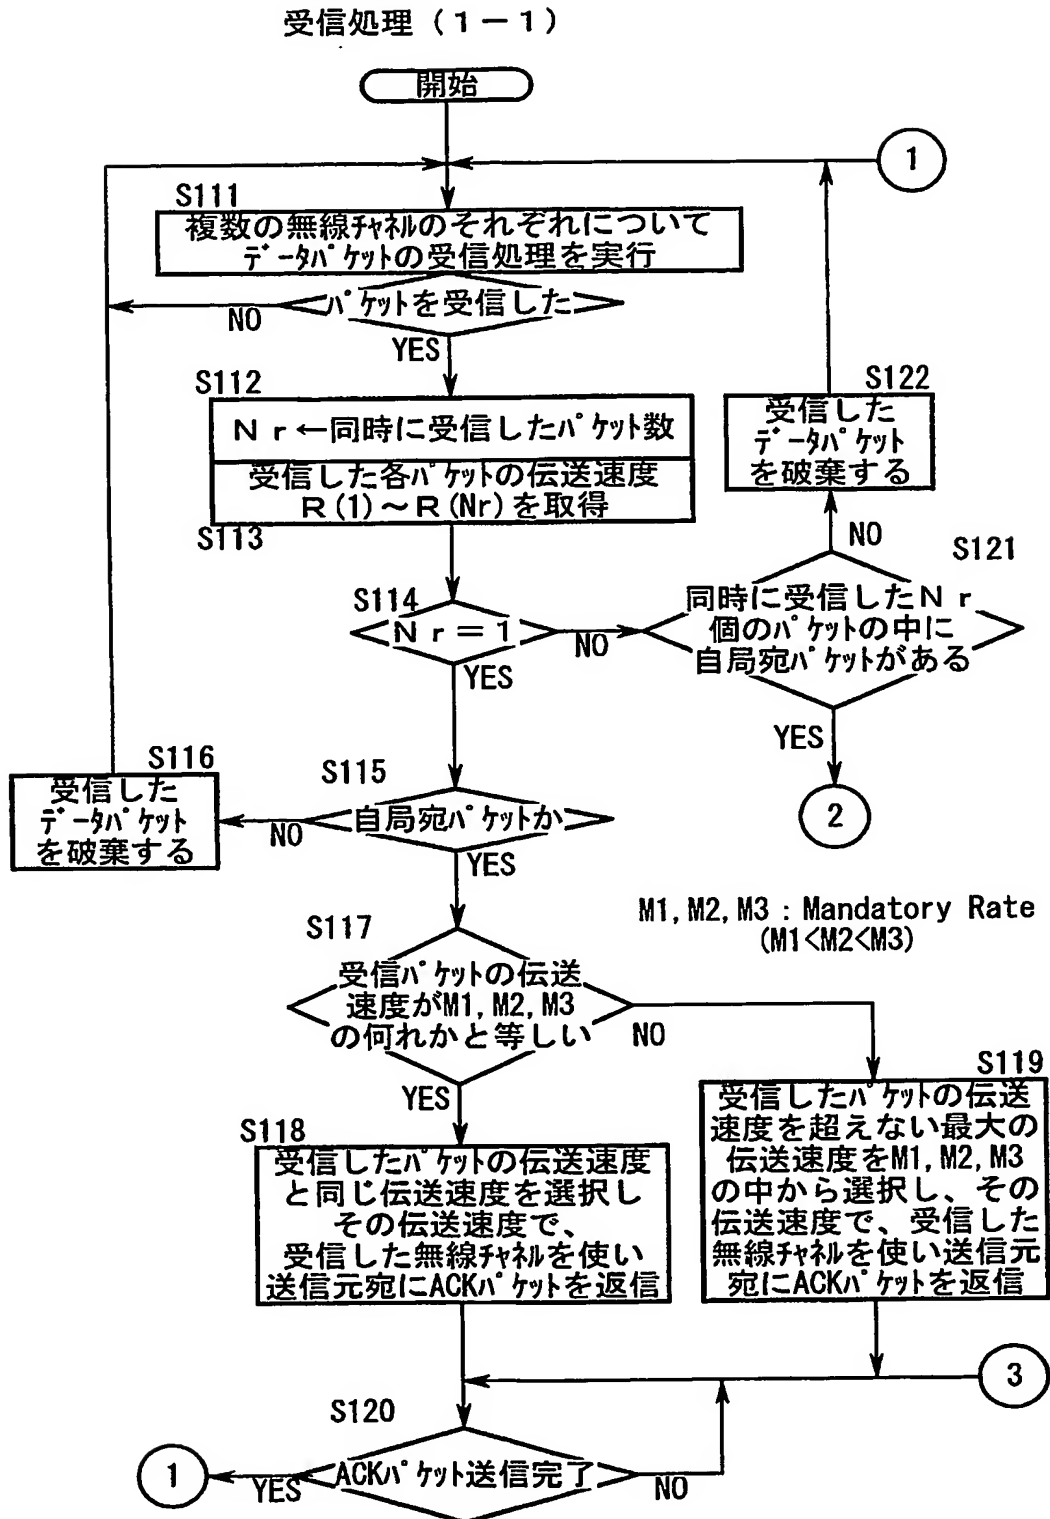 受信処理（1－1）
開始
1
S111
複数の無線ﾁｬﾈﾙのそれぞれについて
ﾃﾞｰﾀﾊﾟｹｯﾄの受信処理を実行
ﾊﾟｹｯﾄを受信した
NO
YES
S112
Nr←同時に受信したﾊﾟｹｯﾄ数
受信した各ﾊﾟｹｯﾄの伝送速度
R(1)～R(Nr)を取得
S113
S122
受信した
ﾃﾞｰﾀﾊﾟｹｯﾄ
を破棄する
NO
S121
同時に受信したNr
個のﾊﾟｹｯﾄの中に
自局宛ﾊﾟｹｯﾄがある
YES
2
S114
Nr=1
NO
YES
S116
受信した
ﾃﾞｰﾀﾊﾟｹｯﾄ
を破棄する
S115
自局宛ﾊﾟｹｯﾄか
NO
YES
M1,M2,M3：Mandatory Rate
(M1<M2<M3)
S117
受信ﾊﾟｹｯﾄの伝送
速度がM1,M2,M3
の何れかと等しい
NO
YES
S118
受信したﾊﾟｹｯﾄの伝送速度
と同じ伝送速度を選択し
その伝送速度で、
受信した無線ﾁｬﾈﾙを使い
送信元宛にACKﾊﾟｹｯﾄを返信
S119
受信したﾊﾟｹｯﾄの伝送
速度を超えない最大の
伝送速度をM1,M2,M3
の中から選択し、その
伝送速度で、受信した
無線ﾁｬﾈﾙを使い送信元
宛にACKﾊﾟｹｯﾄを返信
3
S120
ACKﾊﾟｹｯﾄ送信完了
1
YES
NO